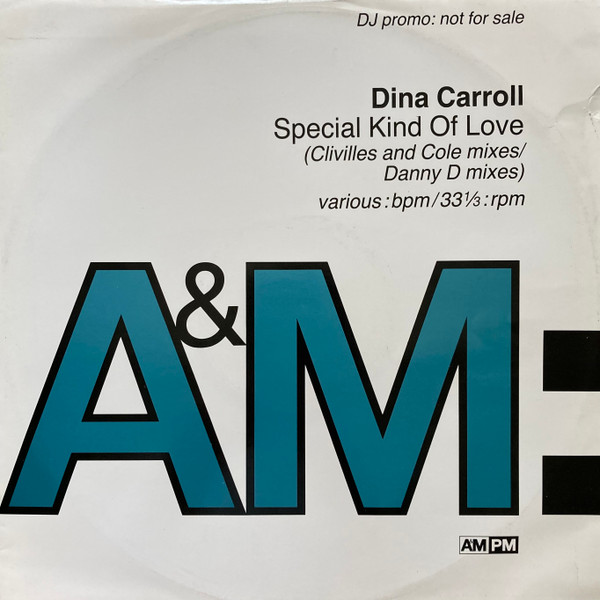 DJ promo: not for sale
Dina Carroll
Special Kind Of Love
(Clivilles and Cole mixes/
Danny D mixes)
various:bpm/33⅓:rpm
A&M:
A&M PM